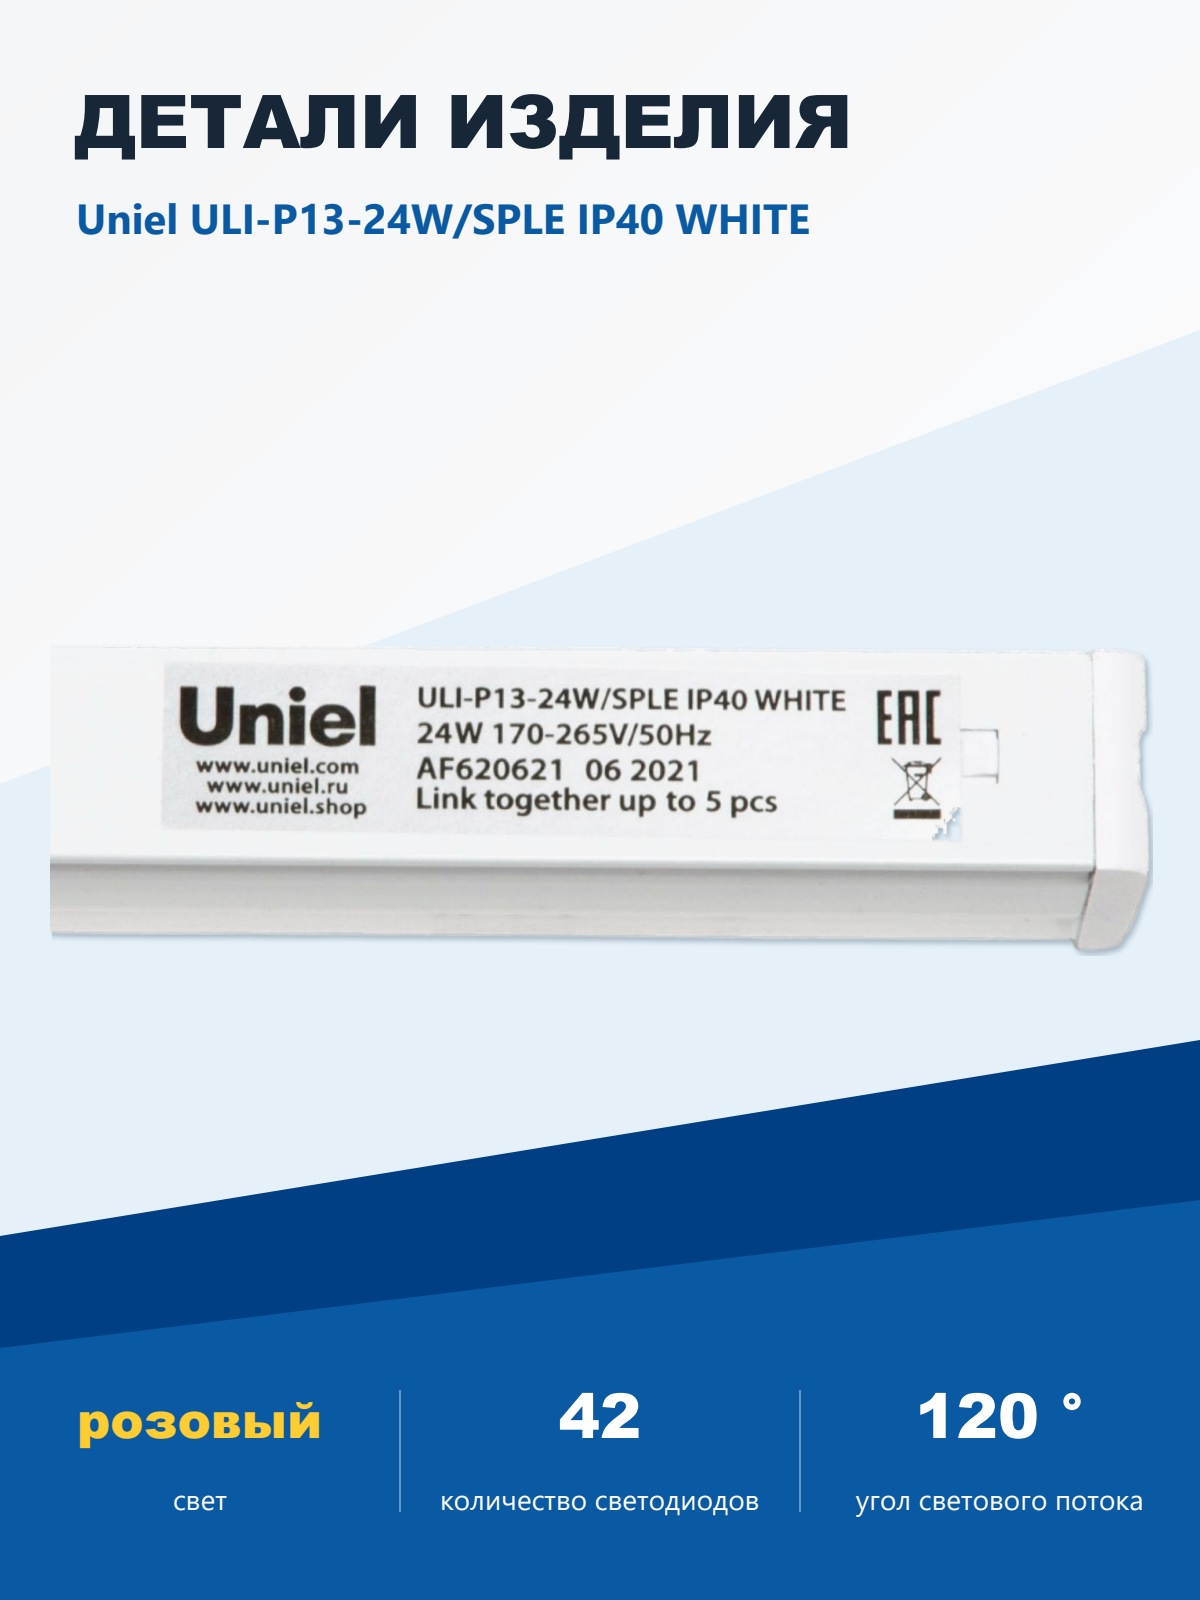 ДЕТАЛИ ИЗДЕЛИЯ
Uniel ULI-P13-24W/SPLE IP40 WHITE
Uniel
www.uniel.com
www.uniel.ru
www.uniel.shop
ULI-P13-24W/SPLE IP40 WHITE
24W 170-265V/50Hz
AF620621 06 2021
Link together up to 5 pcs
EAC
розовый
свет
42
количество светодиодов
120 °
угол светового потока